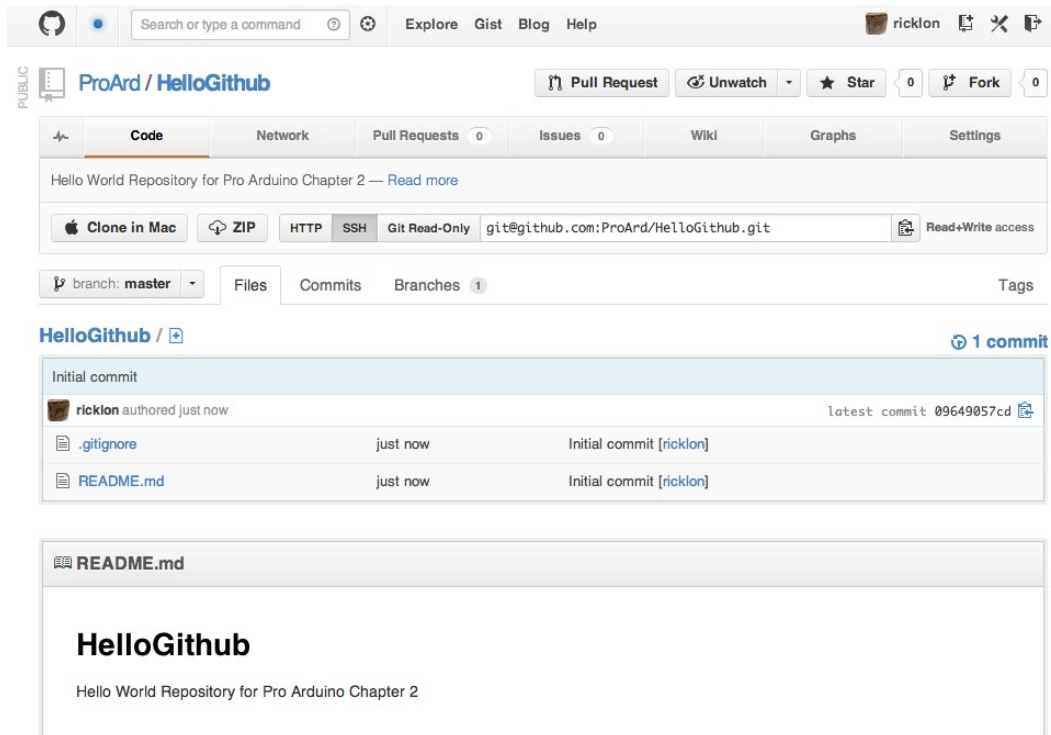 Search or type a command
Explore Gist Blog Help
ricklon
PUBLIC
ProArd / HelloGithub
Pull Request
Unwatch
Star 0
Fork 0
Code Network Pull Requests 0 Issues 0 Wiki Graphs Settings
Hello World Repository for Pro Arduino Chapter 2 — Read more
Clone in Mac ZIP HTTP SSH Git Read-Only git@github.com:ProArd/HelloGithub.git Read+Write access
branch: master Files Commits Branches 1 Tags
HelloGithub /
1 commit
Initial commit
ricklon authored just now latest commit 09649057cd
.gitignore just now Initial commit [ricklon]
README.md just now Initial commit [ricklon]
README.md
HelloGithub
Hello World Repository for Pro Arduino Chapter 2